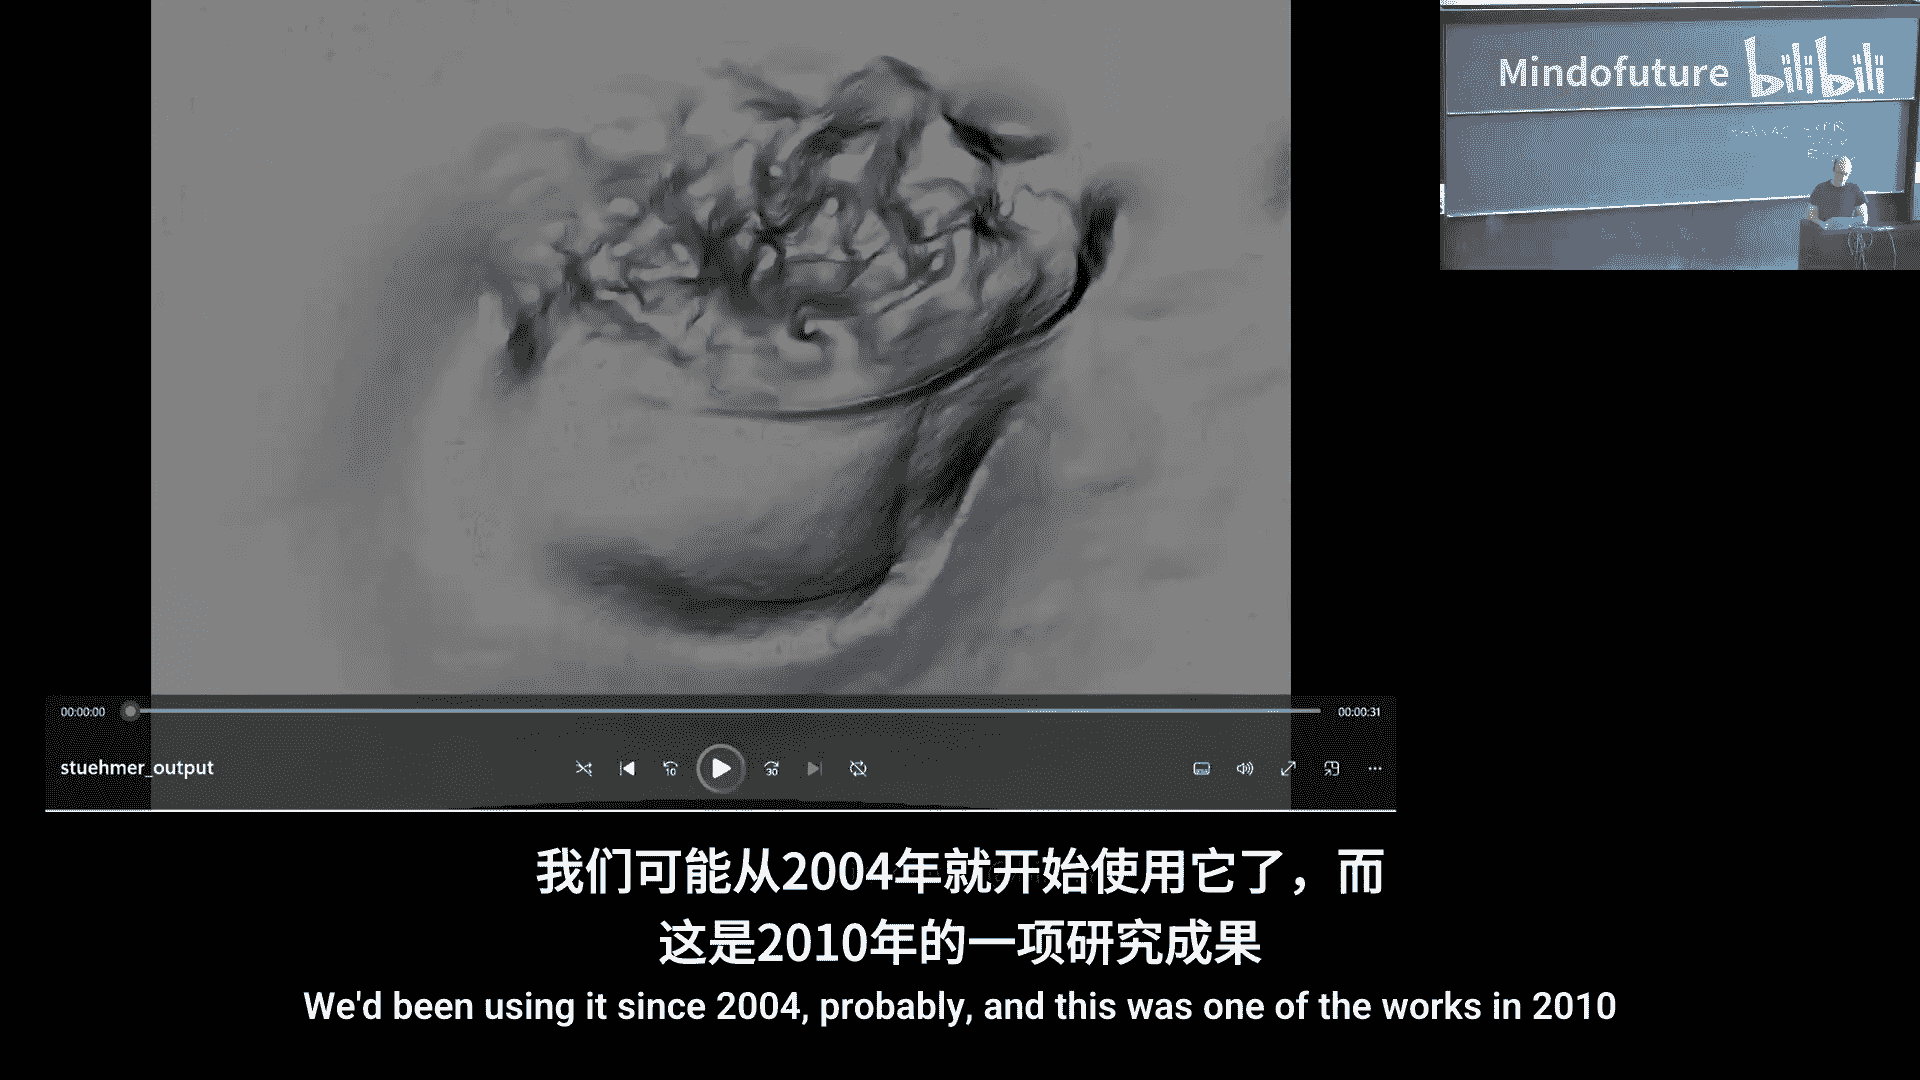 Mindofuture bilibili
00:00:00
00:00:31
stuehmer_output
10
30
我们可能从2004年就开始使用它了，而
这是2010年的一项研究成果
We'd been using it since 2004, probably, and this was one of the works in 2010